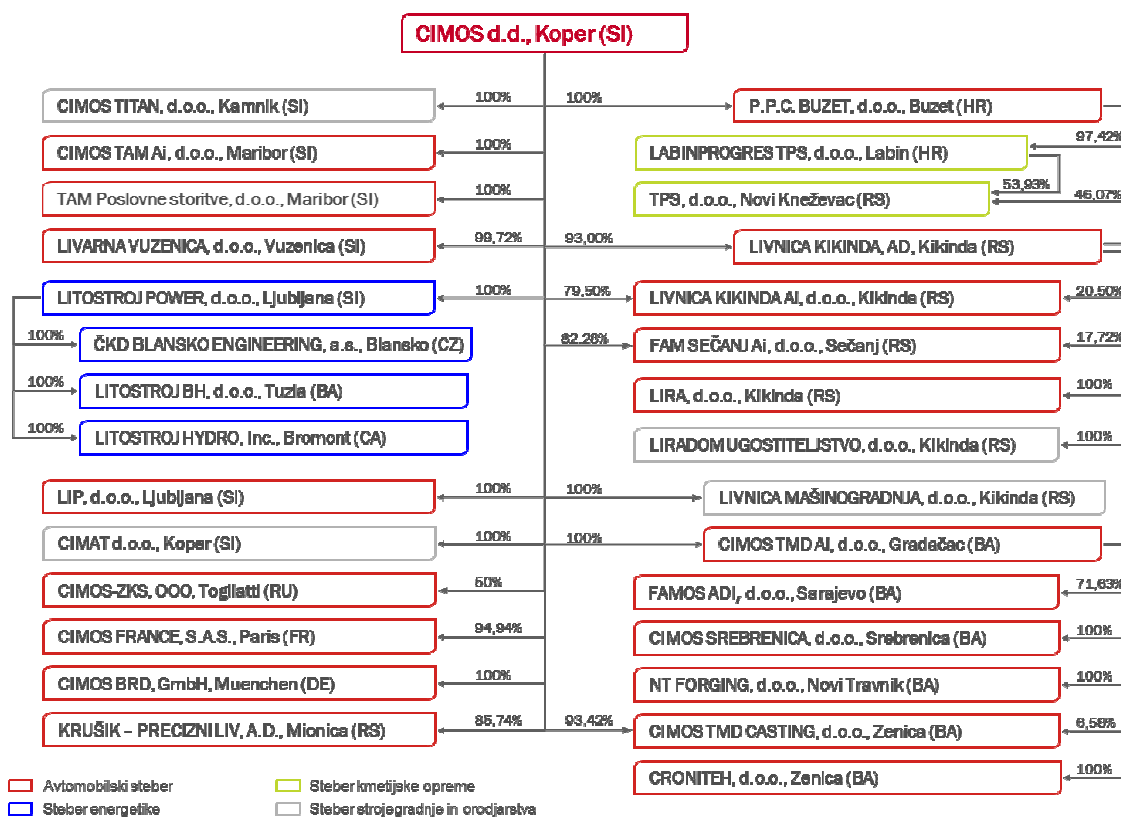 CIMOS d.d., Koper (SI)
CIMOS TITAN, d.o.o., Kamnik (SI)
100%
100%
P.P.C. BUZET, d.o.o., Buzet (HR)
CIMOS TAM Ai, d.o.o., Maribor (SI)
100%
LABINPROGRES TPS, d.o.o., Labin (HR)
97,42%
53,93%
TAM Poslovne storitve, d.o.o., Maribor (SI)
100%
TPS, d.o.o., Novi Kneževac (RS)
46,07%
LIVARNA VUZENICA, d.o.o., Vuzenica (SI)
99,72%
93,00%
LIVNICA KIKINDA, AD, Kikinda (RS)
LITOSTROJ POWER, d.o.o., Ljubljana (SI)
100%
79,50%
LIVNICA KIKINDA AI, d.o.o., Kikinda (RS)
20,50%
100%
ČKD BLANSKO ENGINEERING, a.s., Blansko (CZ)
82,28%
FAM SEČANJ Ai, d.o.o., Sečanj (RS)
17,72%
100%
LITOSTROJ BH, d.o.o., Tuzla (BA)
LIRA, d.o.o., Kikinda (RS)
100%
100%
LITOSTROJ HYDRO, Inc., Bromont (CA)
LIRADOM UGOSTITELJSTVO, d.o.o., Kikinda (RS)
100%
LIP, d.o.o., Ljubljana (SI)
100%
100%
LIVNICA MAŠINOGRADNJA, d.o.o., Kikinda (RS)
CIMAT d.o.o., Koper (SI)
100%
100%
CIMOS TMD AI, d.o.o., Gradačac (BA)
CIMOS-ZKS, OOO, Togliatti (RU)
50%
FAMOS ADI, d.o.o., Sarajevo (BA)
71,63%
CIMOS FRANCE, S.A.S., Paris (FR)
94,94%
CIMOS SREBRENICA, d.o.o., Srebrenica (BA)
100%
CIMOS BRD, GmbH, Muenchen (DE)
100%
NT FORGING, d.o.o., Novi Travnik (BA)
100%
KRUŠIK – PRECIZNI LIV, A.D., Mionica (RS)
85,74%
93,42%
CIMOS TMD CASTING, d.o.o., Zenica (BA)
6,58%
CRONITEH, d.o.o., Zenica (BA)
100%
Avtomobilski steber
Steber kmetijske opreme
Steber energetike
Steber strojegradnje in orodjarstva